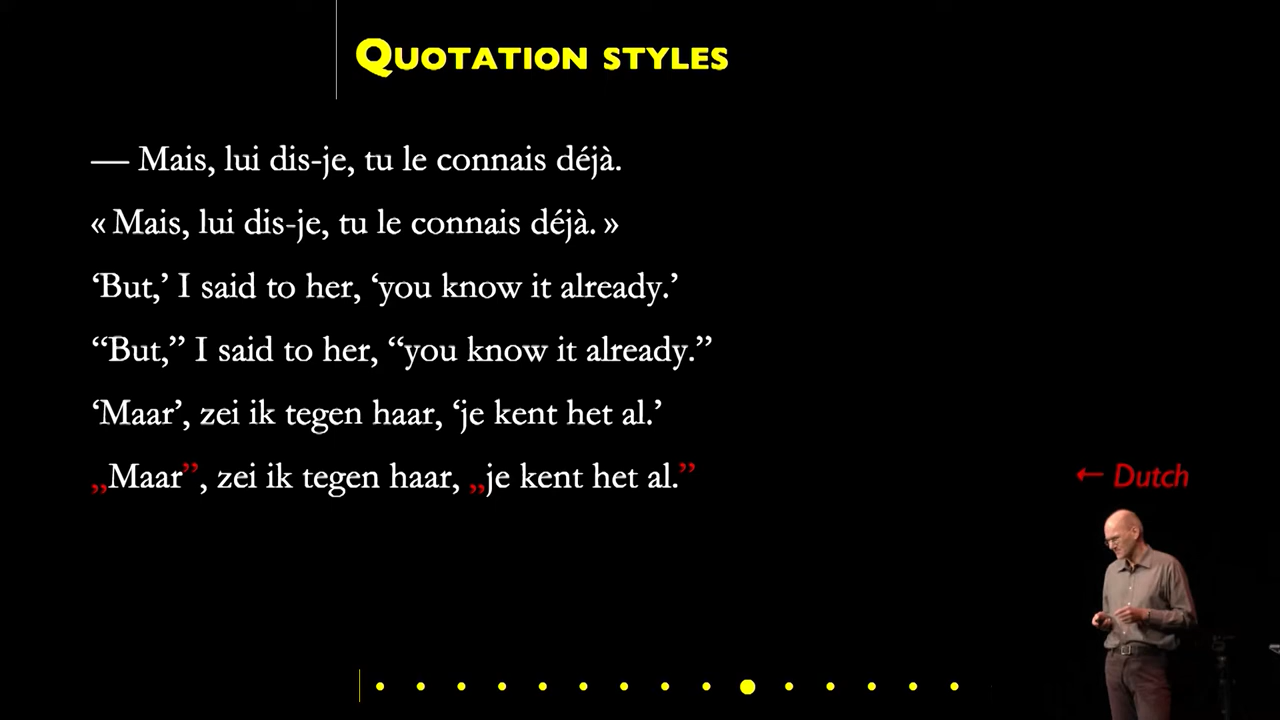 QUOTATION STYLES
— Mais, lui dis-je, tu le connais déjà.
« Mais, lui dis-je, tu le connais déjà. »
‘But,’ I said to her, ‘you know it already.’
“But,” I said to her, “you know it already.”
‘Maar’, zei ik tegen haar, ‘je kent het al.’
„Maar”, zei ik tegen haar, „je kent het al.” ← Dutch